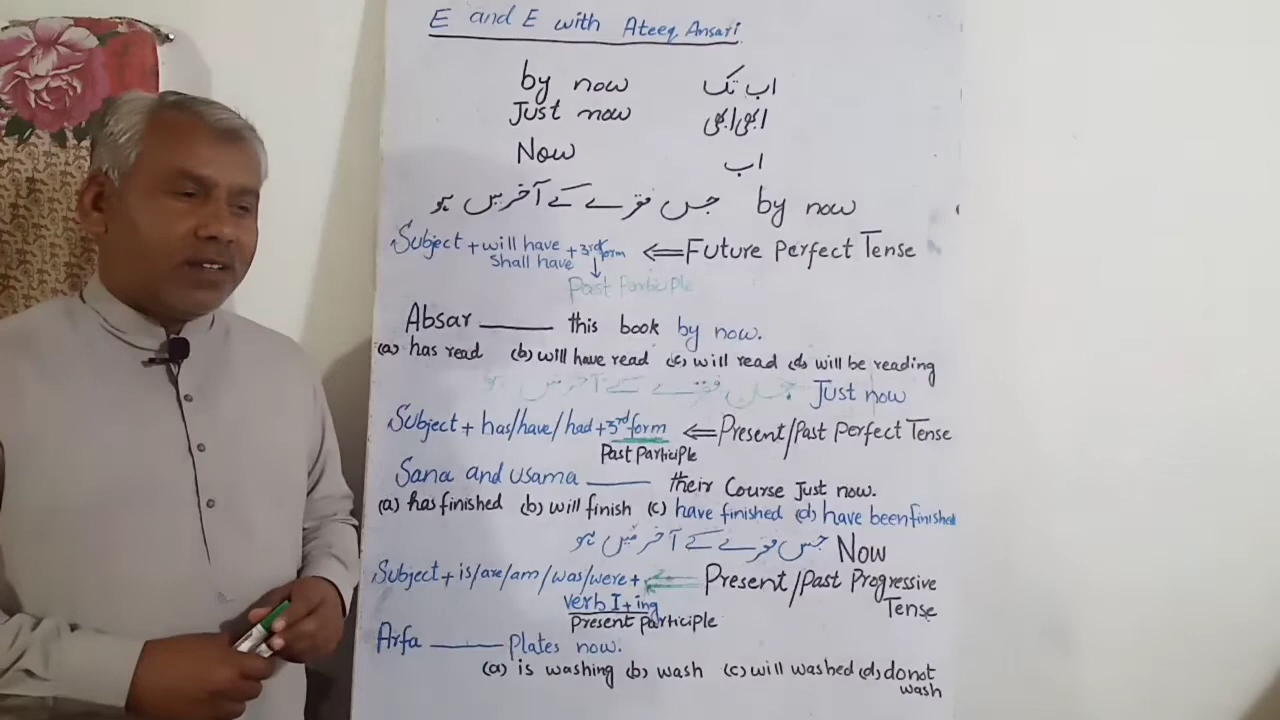 E and E with Ateeq Ansari
by now اب تک
Just now ابھی ابھی
Now اب
by now جس فقرے کے آخر میں ہو
Subject + will have + 3rd form ⇐ Future Perfect Tense
Shall have
Past Participle
Absar ______ this book by now.
(a) has read (b) will have read (c) will read (d) will be reading
Just now جس فقرے کے آخر میں ہو
Subject + has/have/had + 3rd form ⇐ Present/Past Perfect Tense
Past Participle
Sana and Usama ______ their Course Just now.
(a) has finished (b) will finish (c) have finished (d) have been finished
Now جس فقرے کے آخر میں ہو
Subject + is/are/am/was/were + ⇐ Present/Past Progressive
Tense
verb I + ing
Present Participle
Arfa ______ Plates now.
(a) is washing (b) wash (c) will washed (d) do not
wash